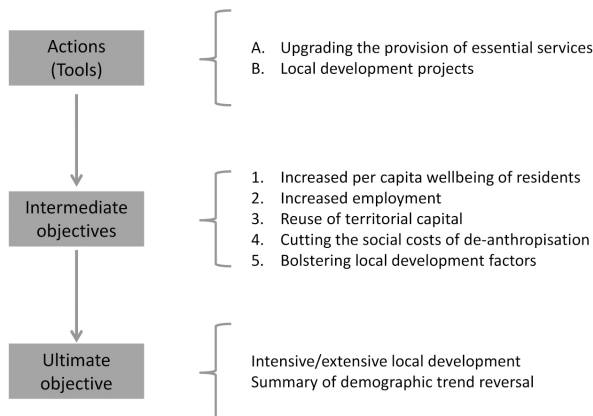 Actions
(Tools)
A. Upgrading the provision of essential services
B. Local development projects
Intermediate
objectives
1. Increased per capita wellbeing of residents
2. Increased employment
3. Reuse of territorial capital
4. Cutting the social costs of de-anthropisation
5. Bolstering local development factors
Ultimate
objective
Intensive/extensive local development
Summary of demographic trend reversal